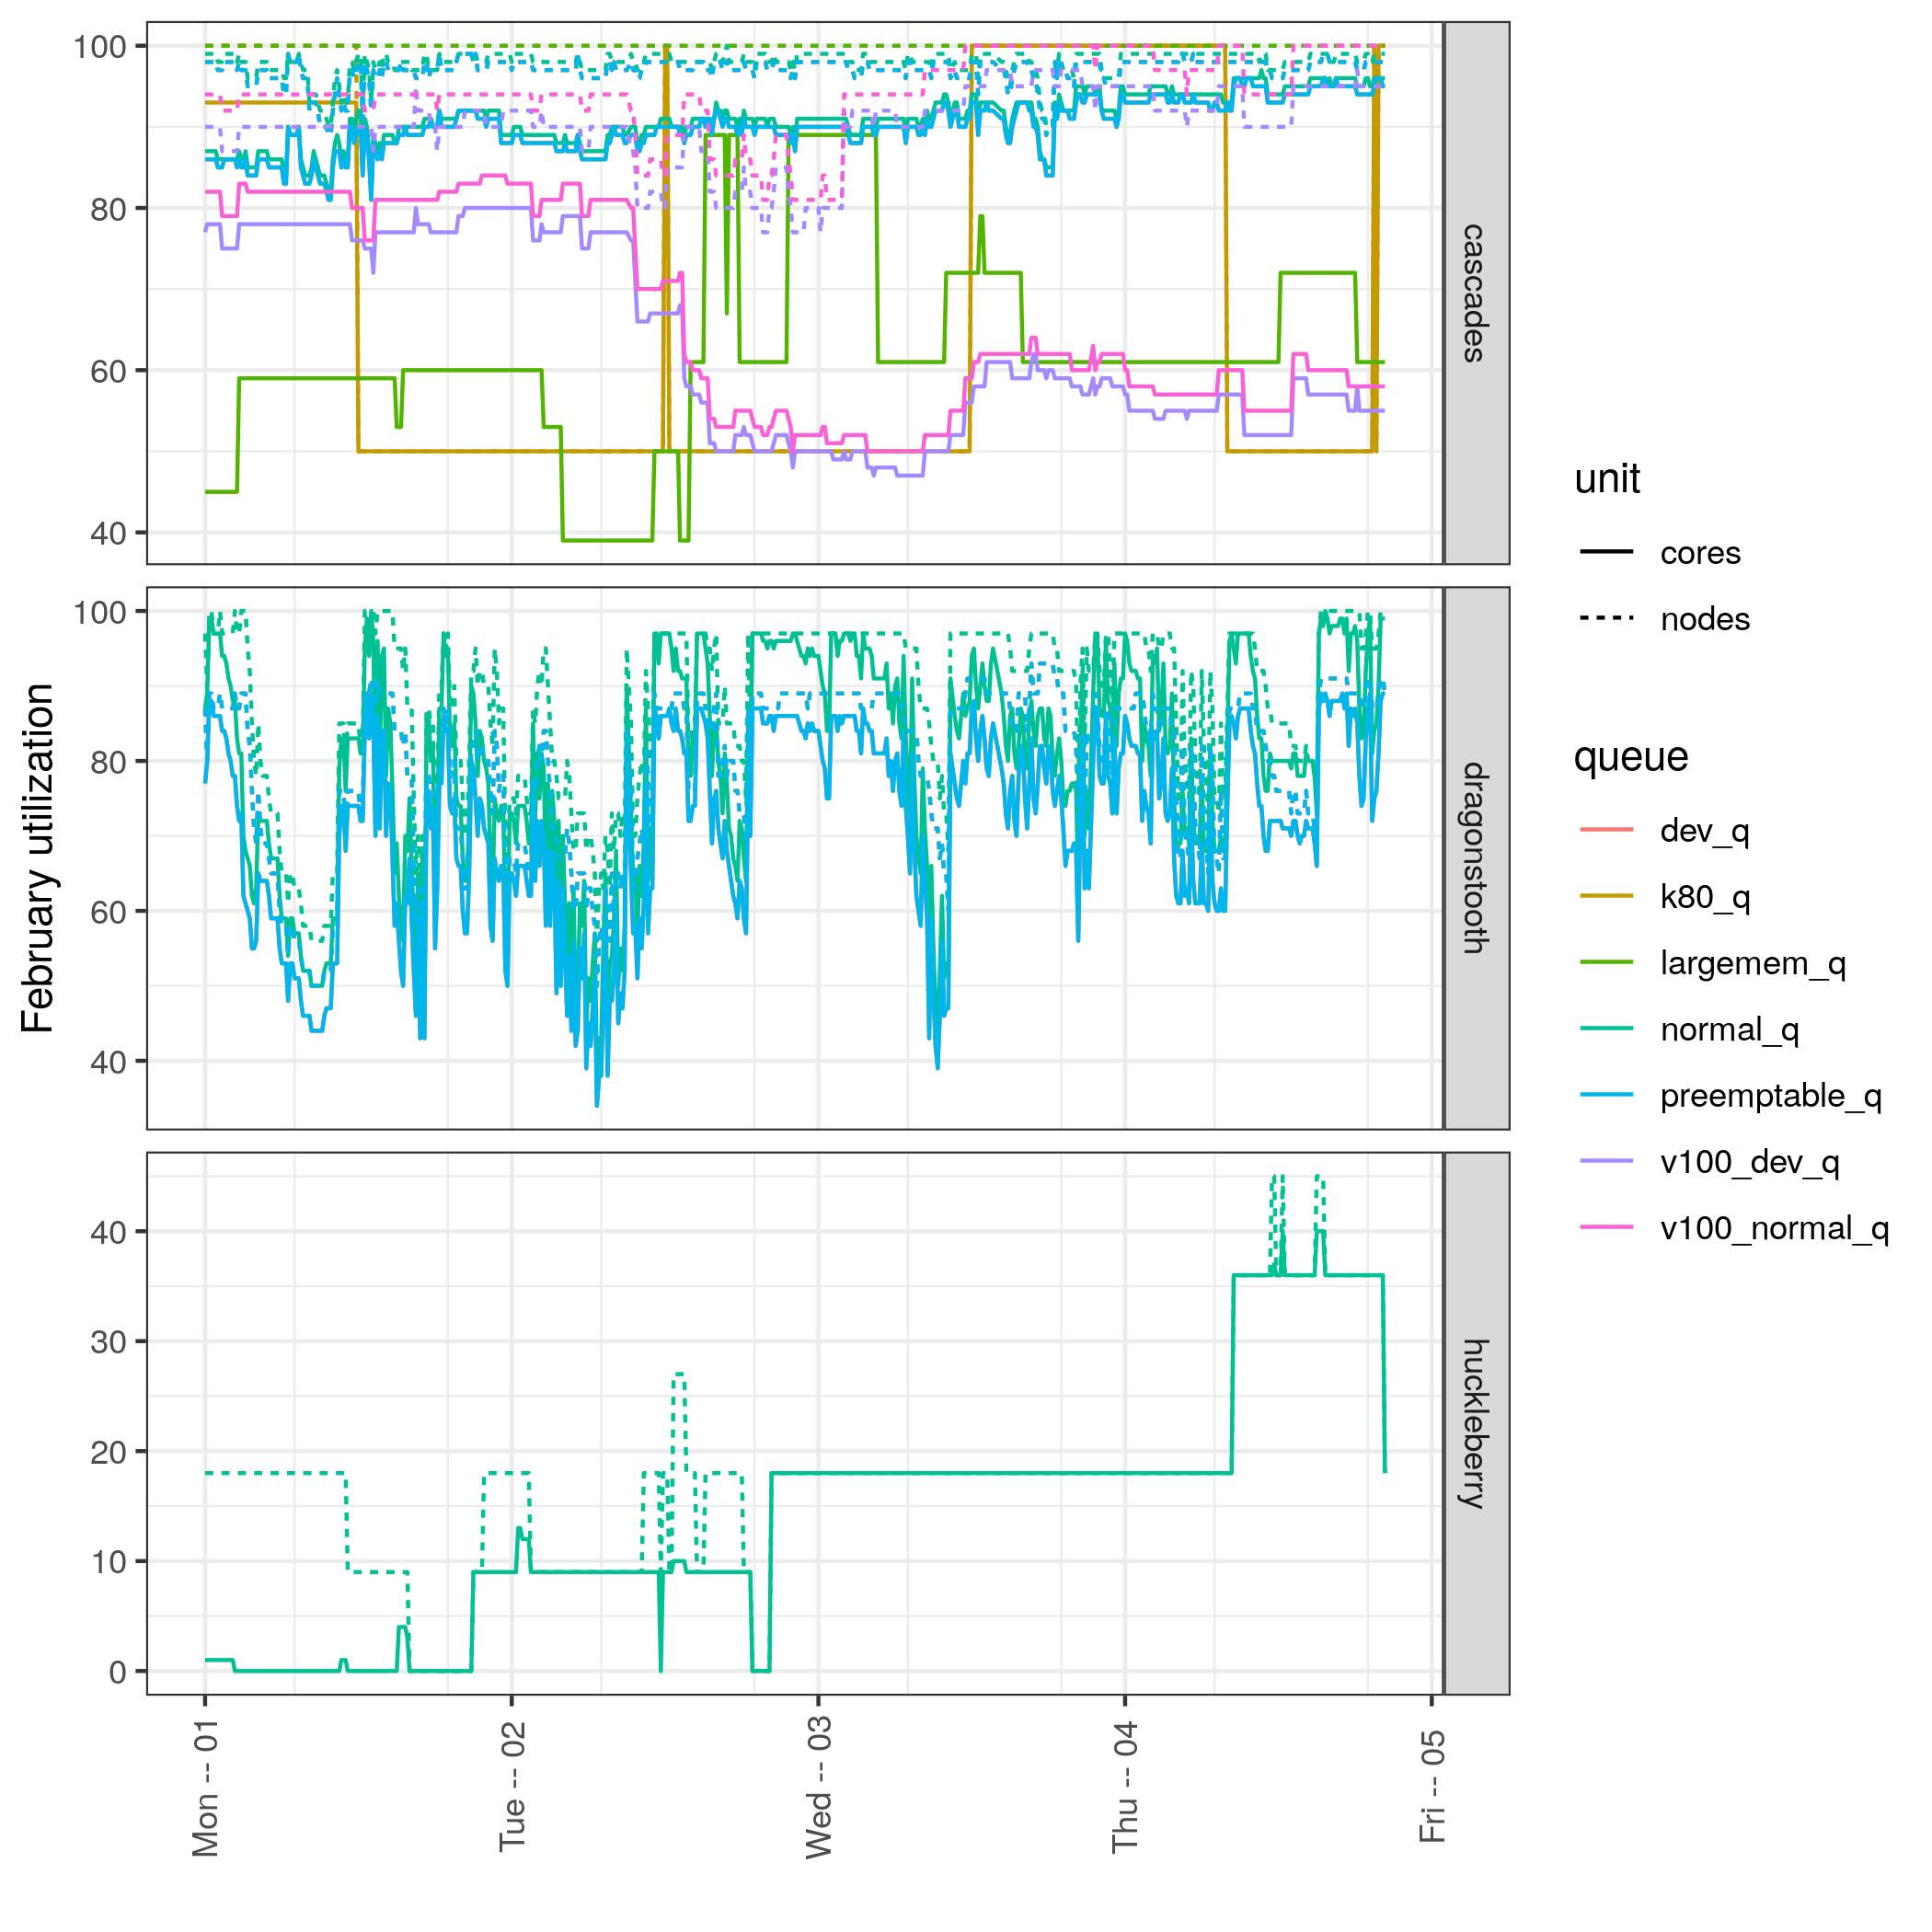 February utilization
100
80
60
40
cascades
100
80
60
40
dragonstooth
40
30
20
10
0
huckleberry
Mon -- 01
Tue -- 02
Wed -- 03
Thu -- 04
Fri -- 05
unit
cores
nodes
queue
dev_q
k80_q
largemem_q
normal_q
preemptable_q
v100_dev_q
v100_normal_q